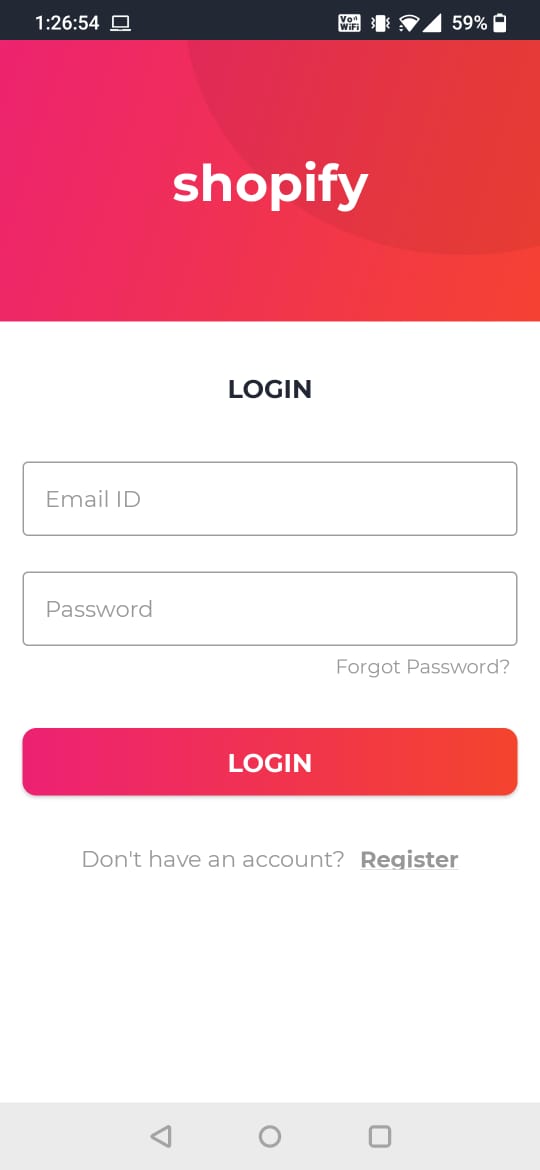 1:26:54 Vo)) WiFi 59%
shopify
LOGIN
Email ID
Password
Forgot Password?
LOGIN
Don't have an account? Register